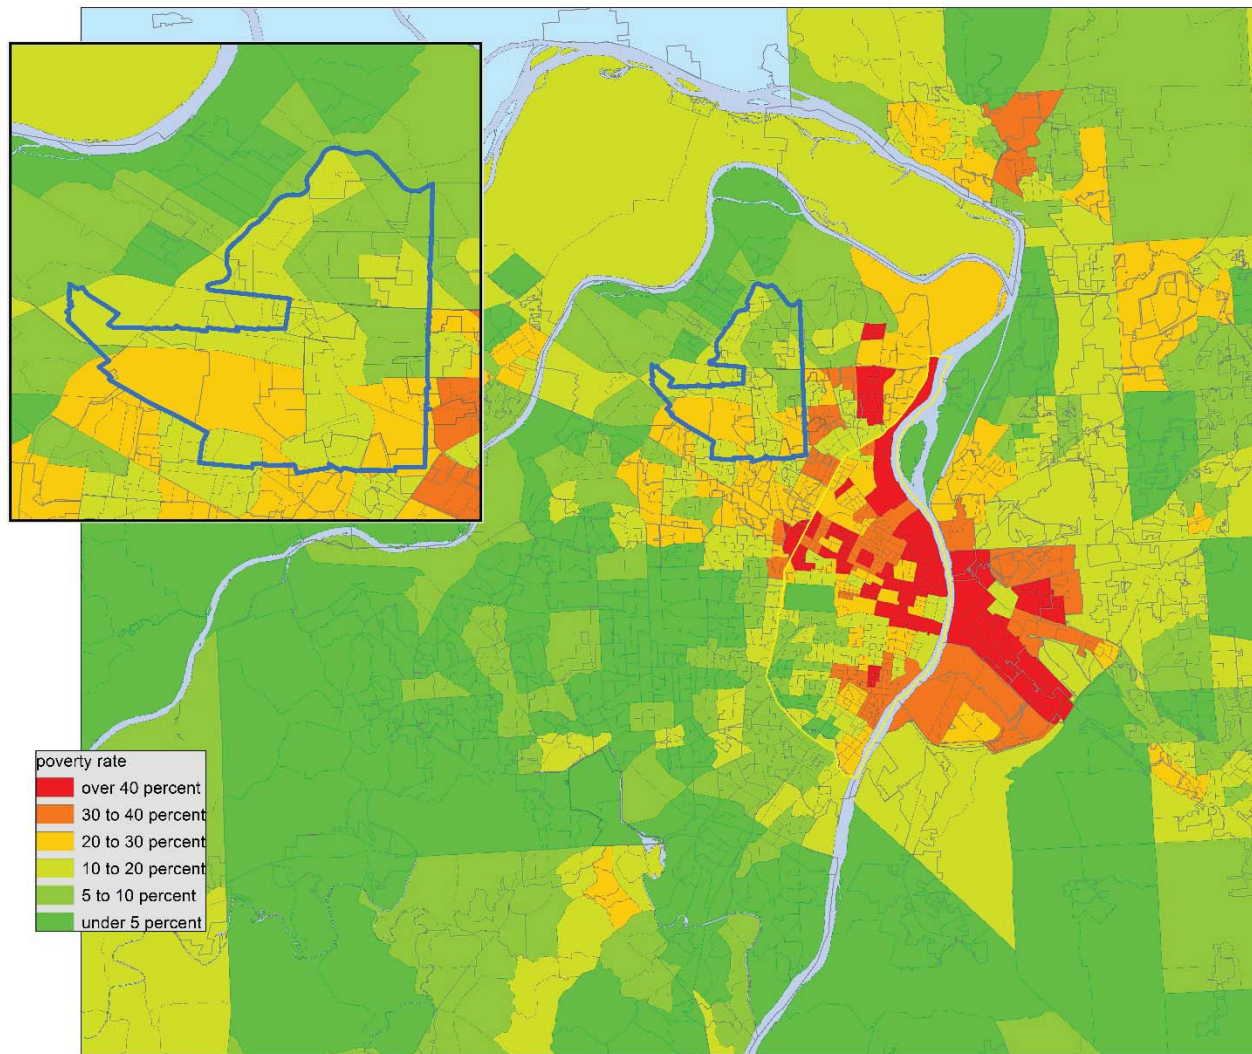 poverty rate
over 40 percent
30 to 40 percent
20 to 30 percent
10 to 20 percent
5 to 10 percent
under 5 percent